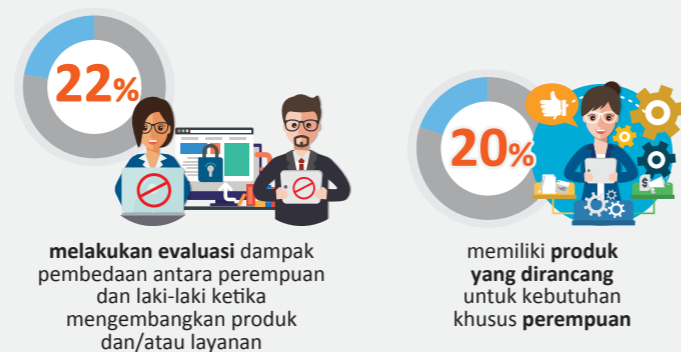 22%
melakukan evaluasi dampak
pembedaan antara perempuan
dan laki-laki ketika
mengembangkan produk
dan/atau layanan
20%
$
memiliki produk
yang dirancang
untuk kebutuhan
khusus perempuan